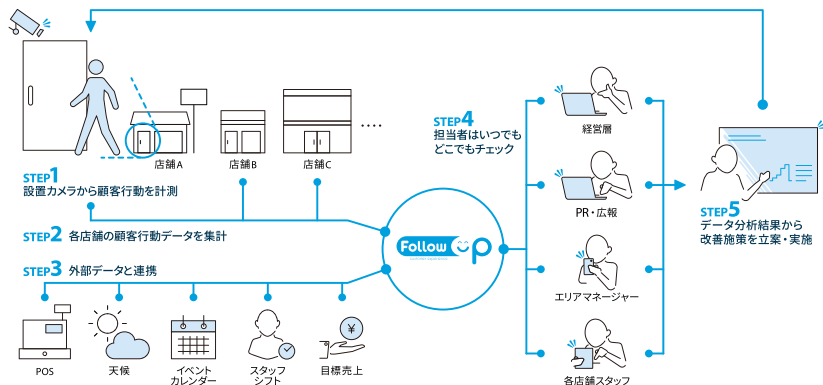 店舗A
店舗B
店舗C
STEP1
設置カメラから顧客行動を計測
STEP2 各店舗の顧客行動データを集計
STEP3 外部データと連携
POS
天候
イベント
カレンダー
スタッフ
シフト
目標売上
Follow UP
STEP4
担当者はいつでも
どこでもチェック
経営層
PR・広報
エリアマネージャー
各店舗スタッフ
STEP5
データ分析結果から
改善施策を立案・実施